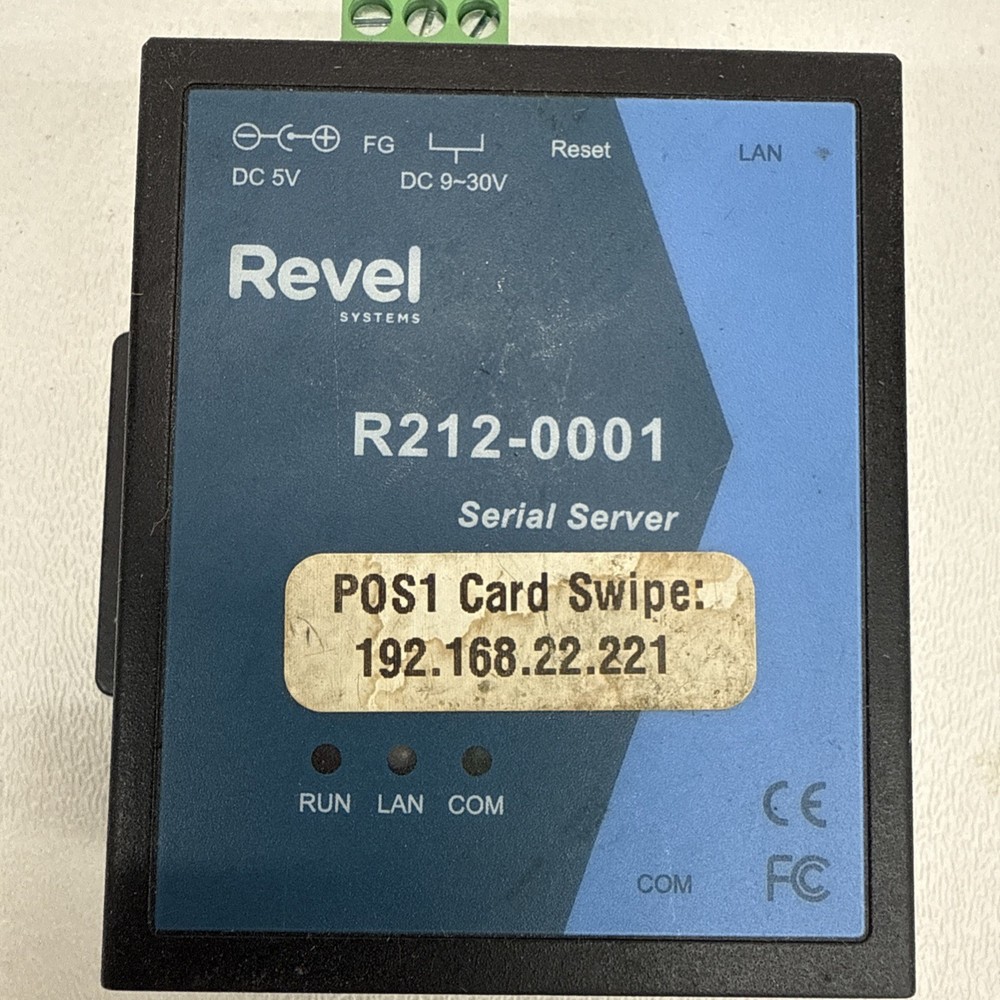 FG Reset LAN
DC 5V DC 9~30V
Revel
SYSTEMS
R212-0001
Serial Server
POS1 Card Swipe:
192.168.22.221
RUN LAN COM
CE
COM FC